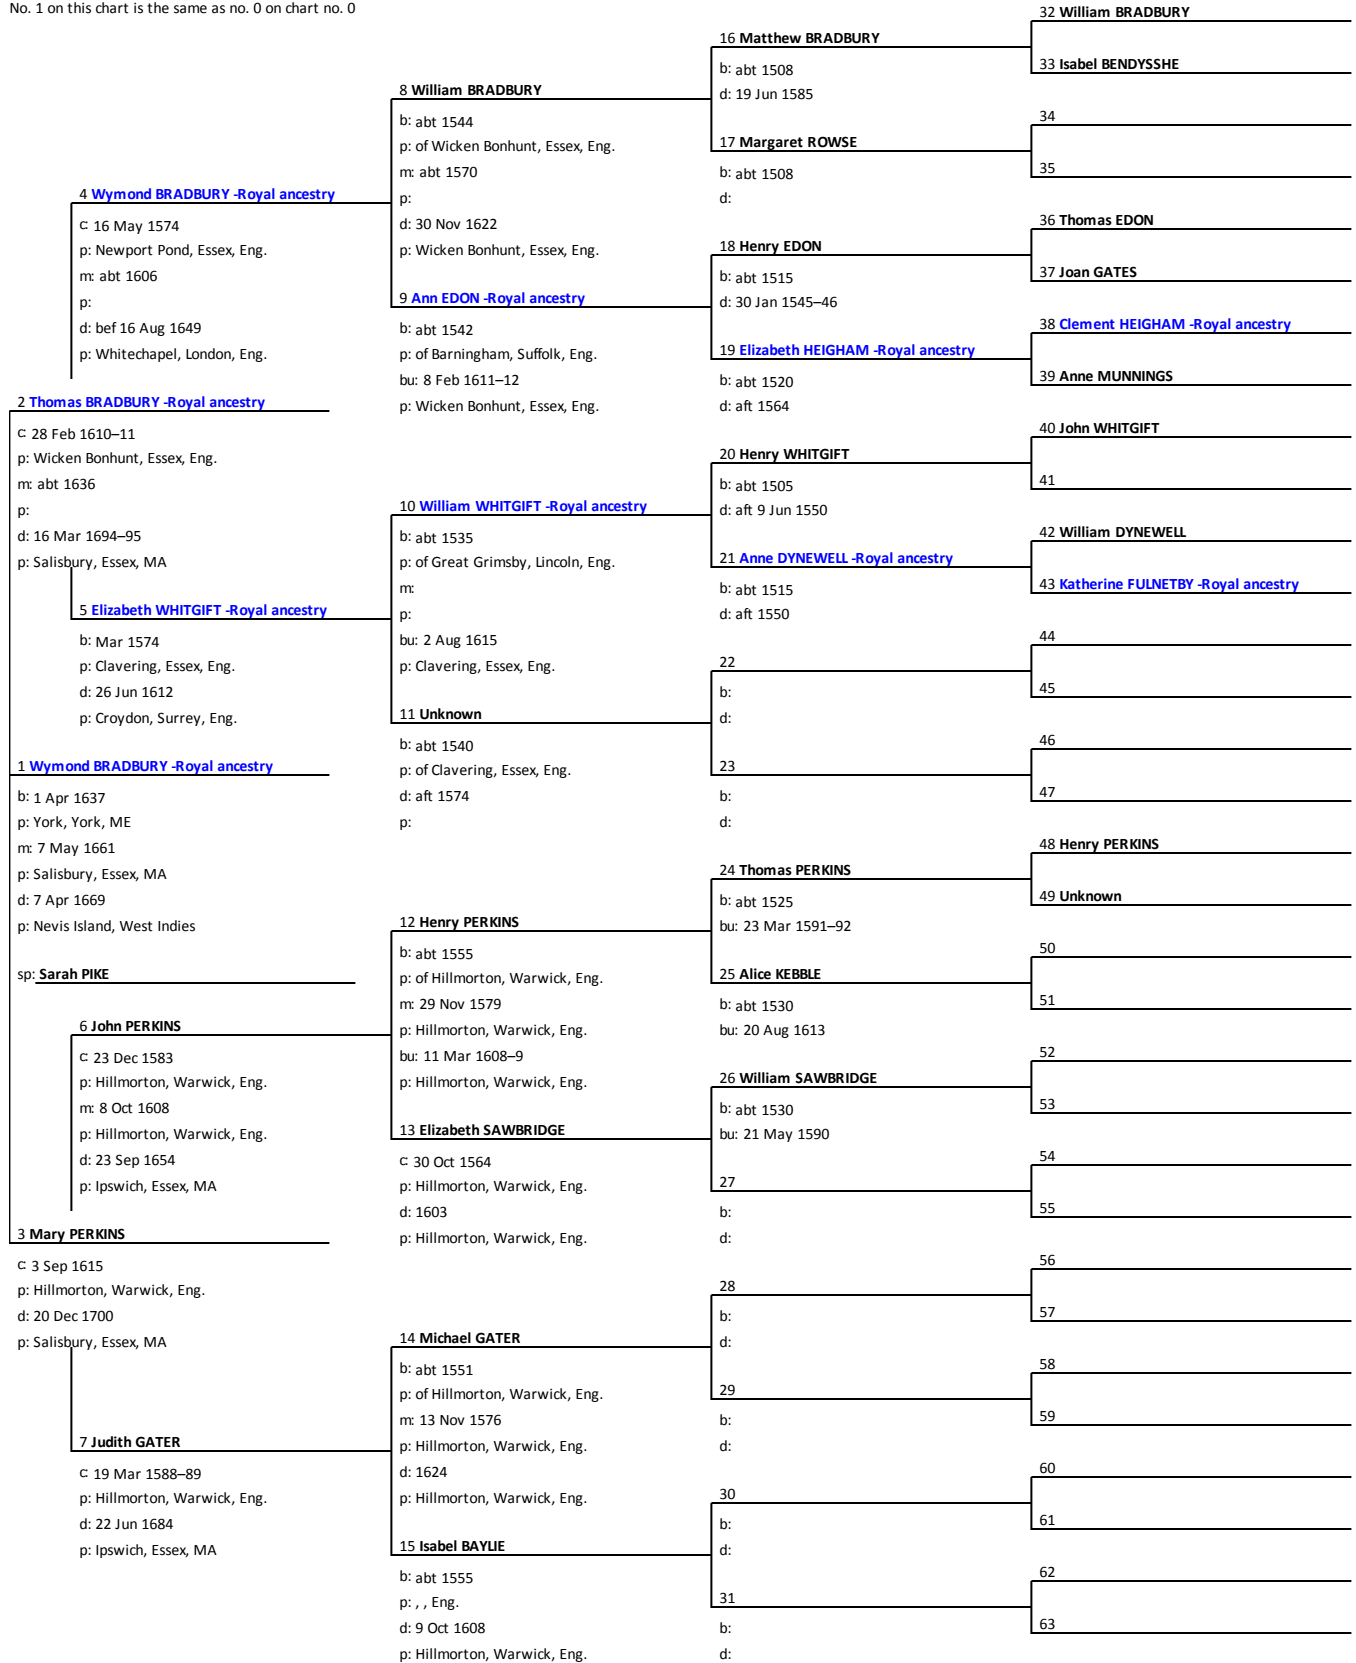 No. 1 on this chart is the same as no. 0 on chart no. 0
4 Wymond BRADBURY -Royal ancestry
c: 16 May 1574
p: Newport Pond, Essex, Eng.
m: abt 1606
p:
d: bef 16 Aug 1649
p: Whitechapel, London, Eng.
2 Thomas BRADBURY -Royal ancestry
c: 28 Feb 1610–11
p: Wicken Bonhunt, Essex, Eng.
m: abt 1636
p:
d: 16 Mar 1694–95
p: Salisbury, Essex, MA
5 Elizabeth WHITGIFT -Royal ancestry
b: Mar 1574
p: Clavering, Essex, Eng.
d: 26 Jun 1612
p: Croydon, Surrey, Eng.
1 Wymond BRADBURY -Royal ancestry
b: 1 Apr 1637
p: York, York, ME
m: 7 May 1661
p: Salisbury, Essex, MA
d: 7 Apr 1669
p: Nevis Island, West Indies
sp: Sarah PIKE
6 John PERKINS
c: 23 Dec 1583
p: Hillmorton, Warwick, Eng.
m: 8 Oct 1608
p: Hillmorton, Warwick, Eng.
d: 23 Sep 1654
p: Ipswich, Essex, MA
3 Mary PERKINS
c: 3 Sep 1615
p: Hillmorton, Warwick, Eng.
d: 20 Dec 1700
p: Salisbury, Essex, MA
7 Judith GATER
c: 19 Mar 1588–89
p: Hillmorton, Warwick, Eng.
d: 22 Jun 1684
p: Ipswich, Essex, MA
8 William BRADBURY
b: abt 1544
p: of Wicken Bonhunt, Essex, Eng.
m: abt 1570
p:
d: 30 Nov 1622
p: Wicken Bonhunt, Essex, Eng.
9 Ann EDON -Royal ancestry
b: abt 1542
p: of Barningham, Suffolk, Eng.
bu: 8 Feb 1611–12
p: Wicken Bonhunt, Essex, Eng.
10 William WHITGIFT -Royal ancestry
b: abt 1535
p: of Great Grimsby, Lincoln, Eng.
m:
p:
bu: 2 Aug 1615
p: Clavering, Essex, Eng.
11 Unknown
b: abt 1540
p: of Clavering, Essex, Eng.
d: aft 1574
p:
12 Henry PERKINS
b: abt 1555
p: of Hillmorton, Warwick, Eng.
m: 29 Nov 1579
p: Hillmorton, Warwick, Eng.
bu: 11 Mar 1608–9
p: Hillmorton, Warwick, Eng.
13 Elizabeth SAWBRIDGE
c: 30 Oct 1564
p: Hillmorton, Warwick, Eng.
d: 1603
p: Hillmorton, Warwick, Eng.
14 Michael GATER
b: abt 1551
p: of Hillmorton, Warwick, Eng.
m: 13 Nov 1576
p: Hillmorton, Warwick, Eng.
d: 1624
p: Hillmorton, Warwick, Eng.
15 Isabel BAYLIE
b: abt 1555
p: , , Eng.
d: 9 Oct 1608
p: Hillmorton, Warwick, Eng.
16 Matthew BRADBURY
b: abt 1508
d: 19 Jun 1585
17 Margaret ROWSE
b: abt 1508
d:
18 Henry EDON
b: abt 1515
d: 30 Jan 1545–46
19 Elizabeth HEIGHAM -Royal ancestry
b: abt 1520
d: aft 1564
20 Henry WHITGIFT
b: abt 1505
d: aft 9 Jun 1550
21 Anne DYNEWELL -Royal ancestry
b: abt 1515
d: aft 1550
22
b:
d:
23
b:
d:
24 Thomas PERKINS
b: abt 1525
bu: 23 Mar 1591–92
25 Alice KEBBLE
b: abt 1530
bu: 20 Aug 1613
26 William SAWBRIDGE
b: abt 1530
bu: 21 May 1590
27
b:
d:
28
b:
d:
29
b:
d:
30
b:
d:
31
b:
d:
32 William BRADBURY
33 Isabel BENDYSSHE
34
35
36 Thomas EDON
37 Joan GATES
38 Clement HEIGHAM -Royal ancestry
39 Anne MUNNINGS
40 John WHITGIFT
41
42 William DYNEWELL
43 Katherine FULNETBY -Royal ancestry
44
45
46
47
48 Henry PERKINS
49 Unknown
50
51
52
53
54
55
56
57
58
59
60
61
62
63